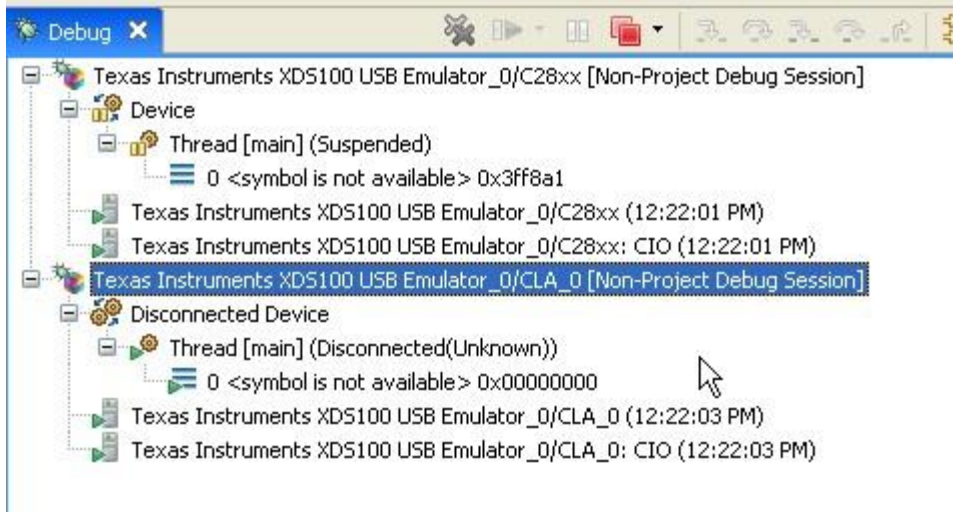 Debug
Texas Instruments XDS100 USB Emulator_0/C28xx [Non-Project Debug Session]
Device
Thread [main] (Suspended)
0 <symbol is not available> 0x3ff8a1
Texas Instruments XDS100 USB Emulator_0/C28xx (12:22:01 PM)
Texas Instruments XDS100 USB Emulator_0/C28xx: CIO (12:22:01 PM)
Texas Instruments XDS100 USB Emulator_0/CLA_0 [Non-Project Debug Session]
Disconnected Device
Thread [main] (Disconnected(Unknown))
0 <symbol is not available> 0x00000000
Texas Instruments XDS100 USB Emulator_0/CLA_0 (12:22:03 PM)
Texas Instruments XDS100 USB Emulator_0/CLA_0: CIO (12:22:03 PM)